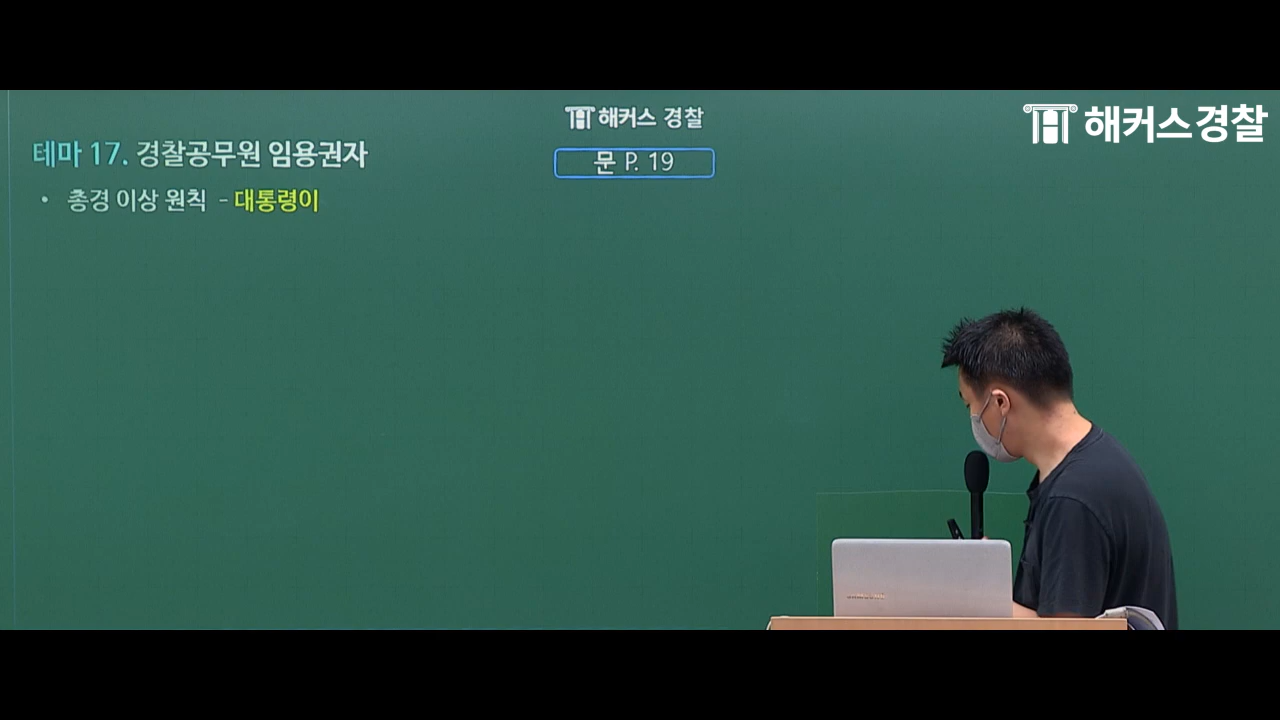 해커스 경찰
해커스경찰
테마 17. 경찰공무원 임용권자
문 P. 19
• 총경 이상 원칙 - 대통령이